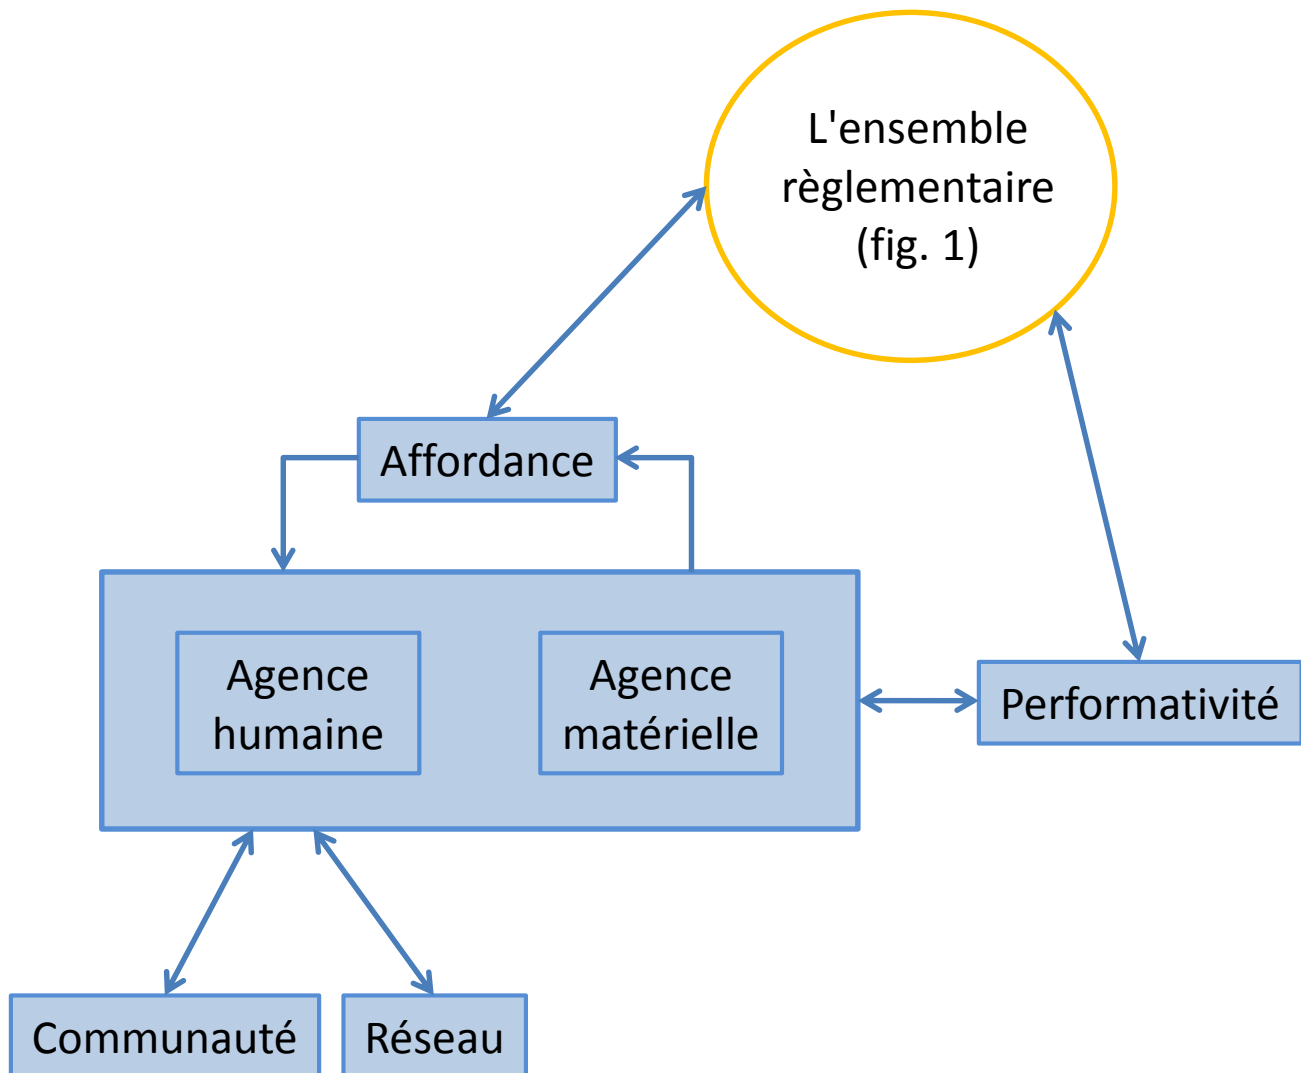 L'ensemble
règlementaire
(fig. 1)
Affordance
Agence
humaine
Agence
matérielle
Performativité
Communauté
Réseau